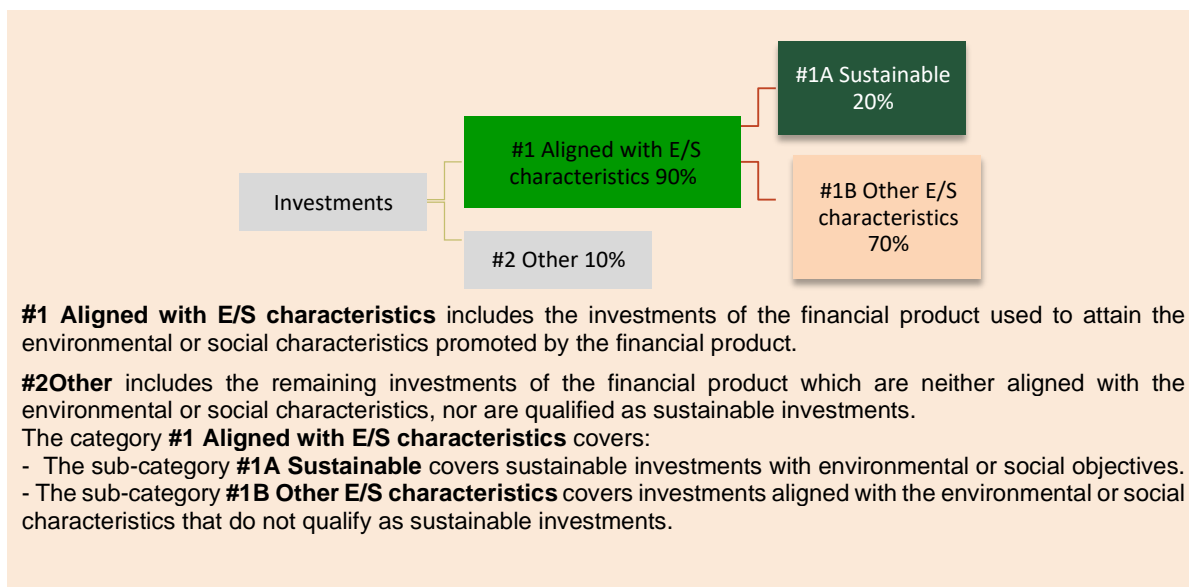 #1A Sustainable
20%
#1 Aligned with E/S
characteristics 90%
Investments
#1B Other E/S
characteristics
70%
#2 Other 10%
#1 Aligned with E/S characteristics includes the investments of the financial product used to attain the
environmental or social characteristics promoted by the financial product.
#2Other includes the remaining investments of the financial product which are neither aligned with the
environmental or social characteristics, nor are qualified as sustainable investments.
The category #1 Aligned with E/S characteristics covers:
- The sub-category #1A Sustainable covers sustainable investments with environmental or social objectives.
- The sub-category #1B Other E/S characteristics covers investments aligned with the environmental or social
characteristics that do not qualify as sustainable investments.